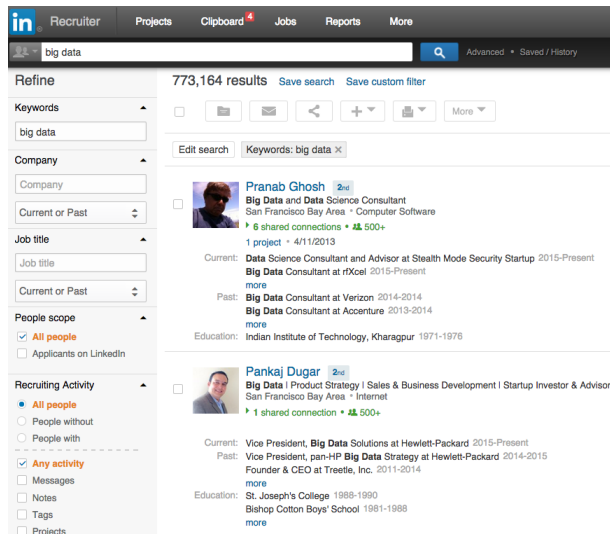 in. Recruiter Projects Clipboard 4 Jobs Reports More
big data Advanced • Saved / History
Refine
Keywords
big data
Company
Company
Current or Past
Job title
Job title
Current or Past
People scope
All people
Applicants on LinkedIn
Recruiting Activity
All people
People without
People with
Any activity
Messages
Notes
Tags
Projects
773,164 results Save search Save custom filter
More
Edit search Keywords: big data ×
Pranab Ghosh 2nd
Big Data and Data Science Consultant
San Francisco Bay Area • Computer Software
6 shared connections • 500+
1 project • 4/11/2013
Current: Data Science Consultant and Advisor at Stealth Mode Security Startup 2015-Present
Big Data Consultant at rfXcel 2015-Present
more
Past: Big Data Consultant at Verizon 2014-2014
Big Data Consultant at Accenture 2013-2014
more
Education: Indian Institute of Technology, Kharagpur 1971-1976
Pankaj Dugar 2nd
Big Data | Product Strategy | Sales & Business Development | Startup Investor & Advisor
San Francisco Bay Area • Internet
1 shared connection • 500+
Current: Vice President, Big Data Solutions at Hewlett-Packard 2015-Present
Past: Vice President, pan-HP Big Data Strategy at Hewlett-Packard 2014-2015
Founder & CEO at Treetle, Inc. 2011-2014
more
Education: St. Joseph's College 1988-1990
Bishop Cotton Boys' School 1981-1988
more